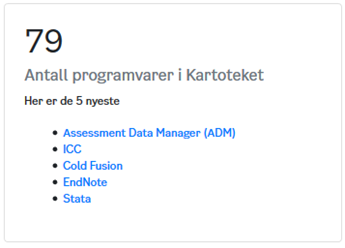 79
Antall programvarer i Kartoteket
Her er de 5 nyeste
Assessment Data Manager (ADM)
ICC
Cold Fusion
EndNote
Stata